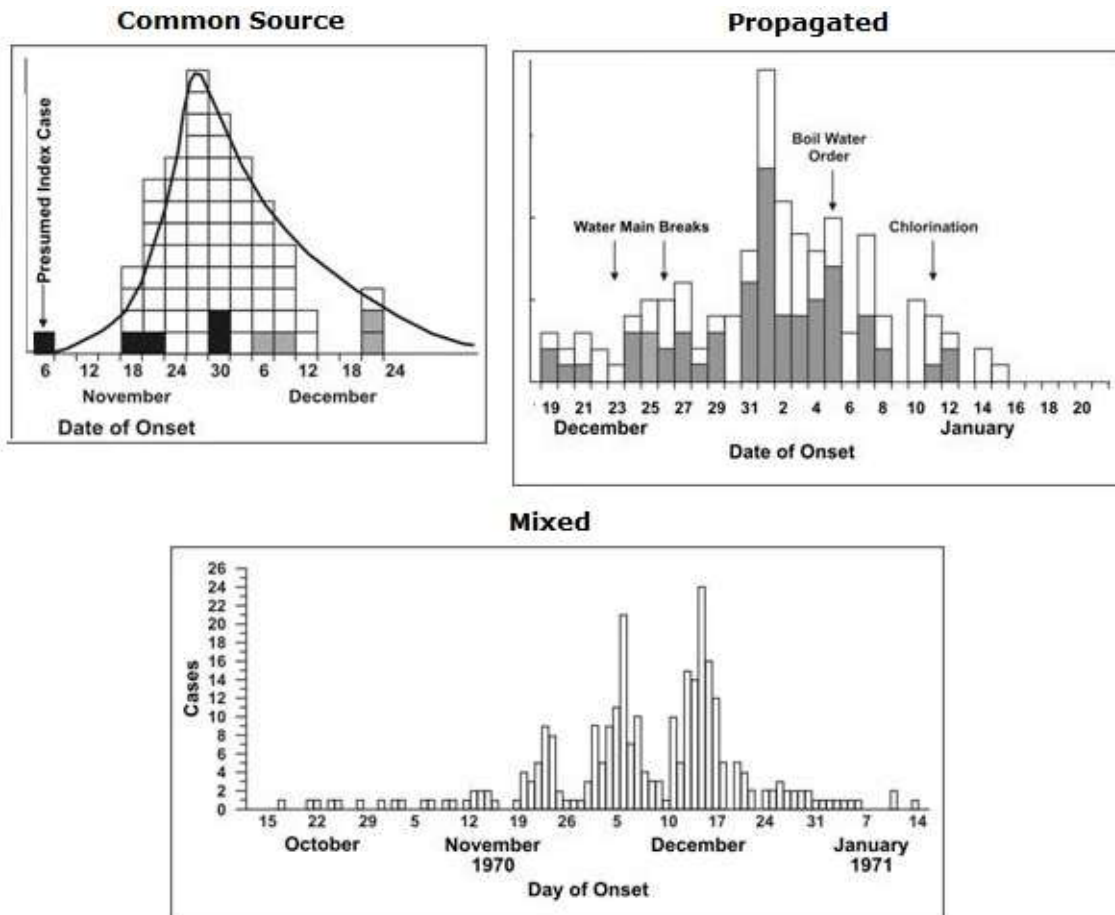 Common Source
Presumed Index Case
6 12 18 24 30 6 12 18 24
November December
Date of Onset
Propagated
Boil Water
Order
Water Main Breaks
Chlorination
19 21 23 25 27 29 31 2 4 6 8 10 12 14 16 18 20
December January
Date of Onset
Mixed
Cases
26
24
22
20
18
16
14
12
10
8
6
4
2
0
15 22 29 5 12 19 26 5 10 17 24 31 7 14
October November December January
1970 1971
Day of Onset